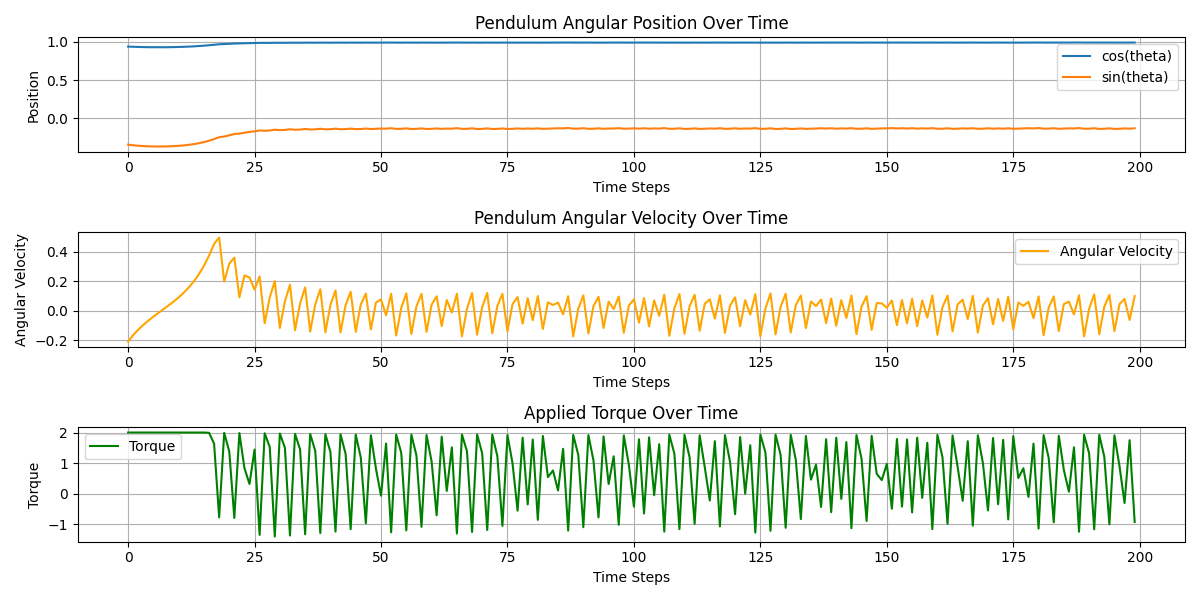 Pendulum Angular Position Over Time
1.0
0.5
0.0
Position
cos(theta)
sin(theta)
0 25 50 75 100 125 150 175 200
Time Steps
Pendulum Angular Velocity Over Time
0.4
0.2
0.0
−0.2
Angular Velocity
Angular Velocity
0 25 50 75 100 125 150 175 200
Time Steps
Applied Torque Over Time
2
1
0
−1
Torque
Torque
0 25 50 75 100 125 150 175 200
Time Steps